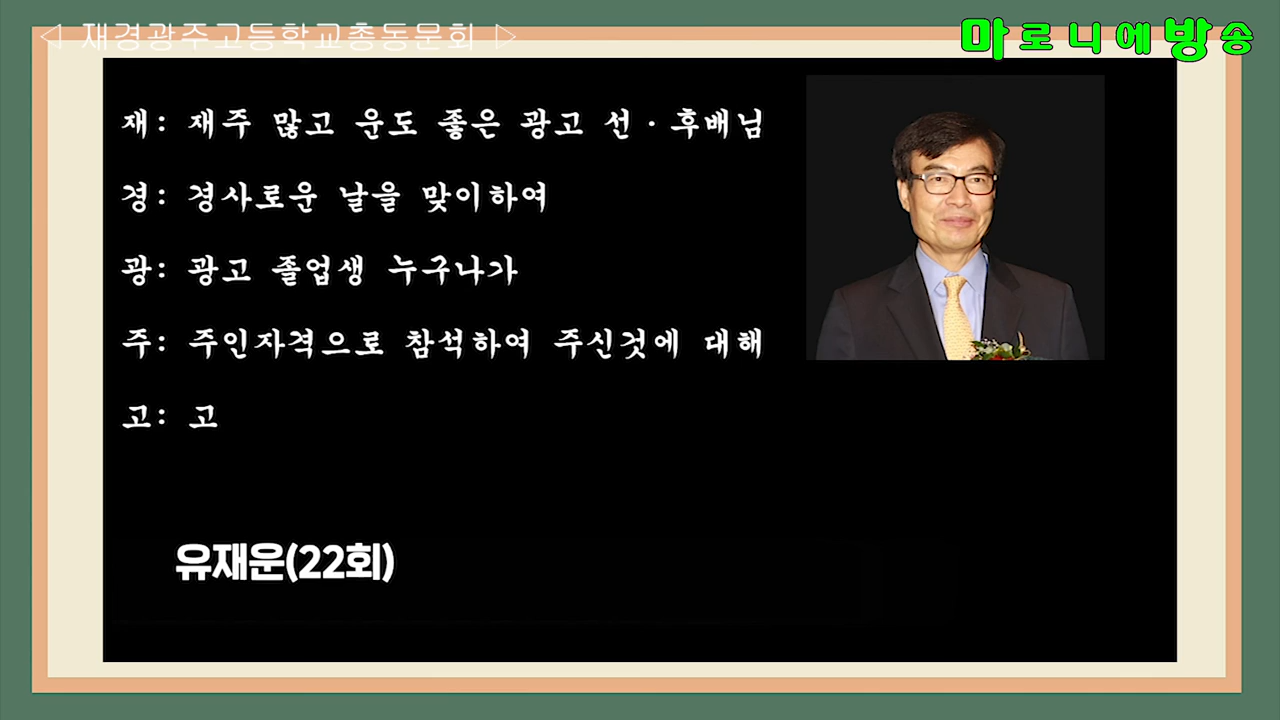 ◁ 재경광주고등학교총동문회 ▷
마로니에방송
재: 재주 많고 운도 좋은 광고 선·후배님
경: 경사로운 날을 맞이하여
광: 광고 졸업생 누구나가
주: 주인자격으로 참석하여 주신것에 대해
고: 고
유재운(22회)